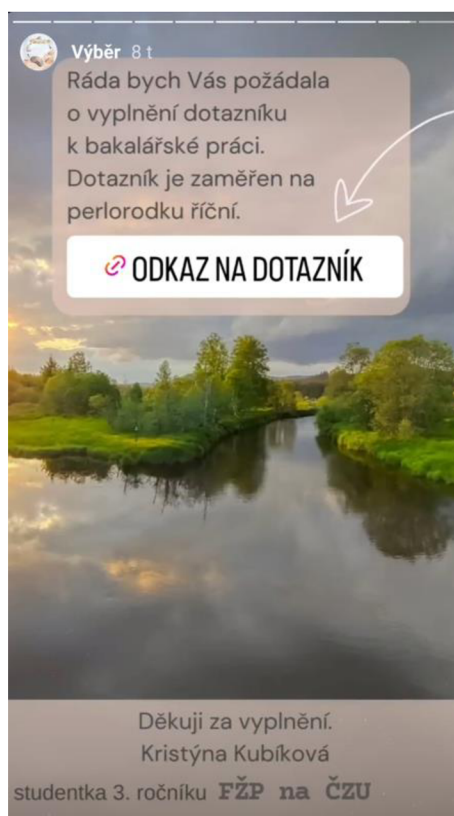 Výběr 8 t
Ráda bych Vás požádala
o vyplnění dotazníku
k bakalářské práci.
Dotazník je zaměřen na
perlorodku říční.
ODKAZ NA DOTAZNÍK
Děkuji za vyplnění.
Kristýna Kubíková
studentka 3. ročníku FŽP na ČZU